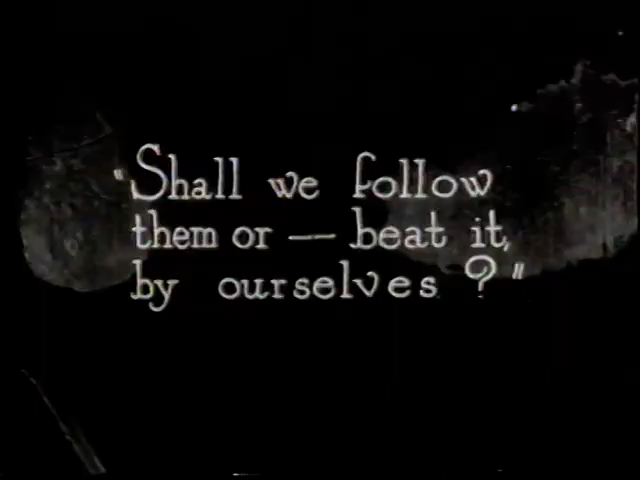 "Shall we follow
them or — beat it,
by ourselves ?"